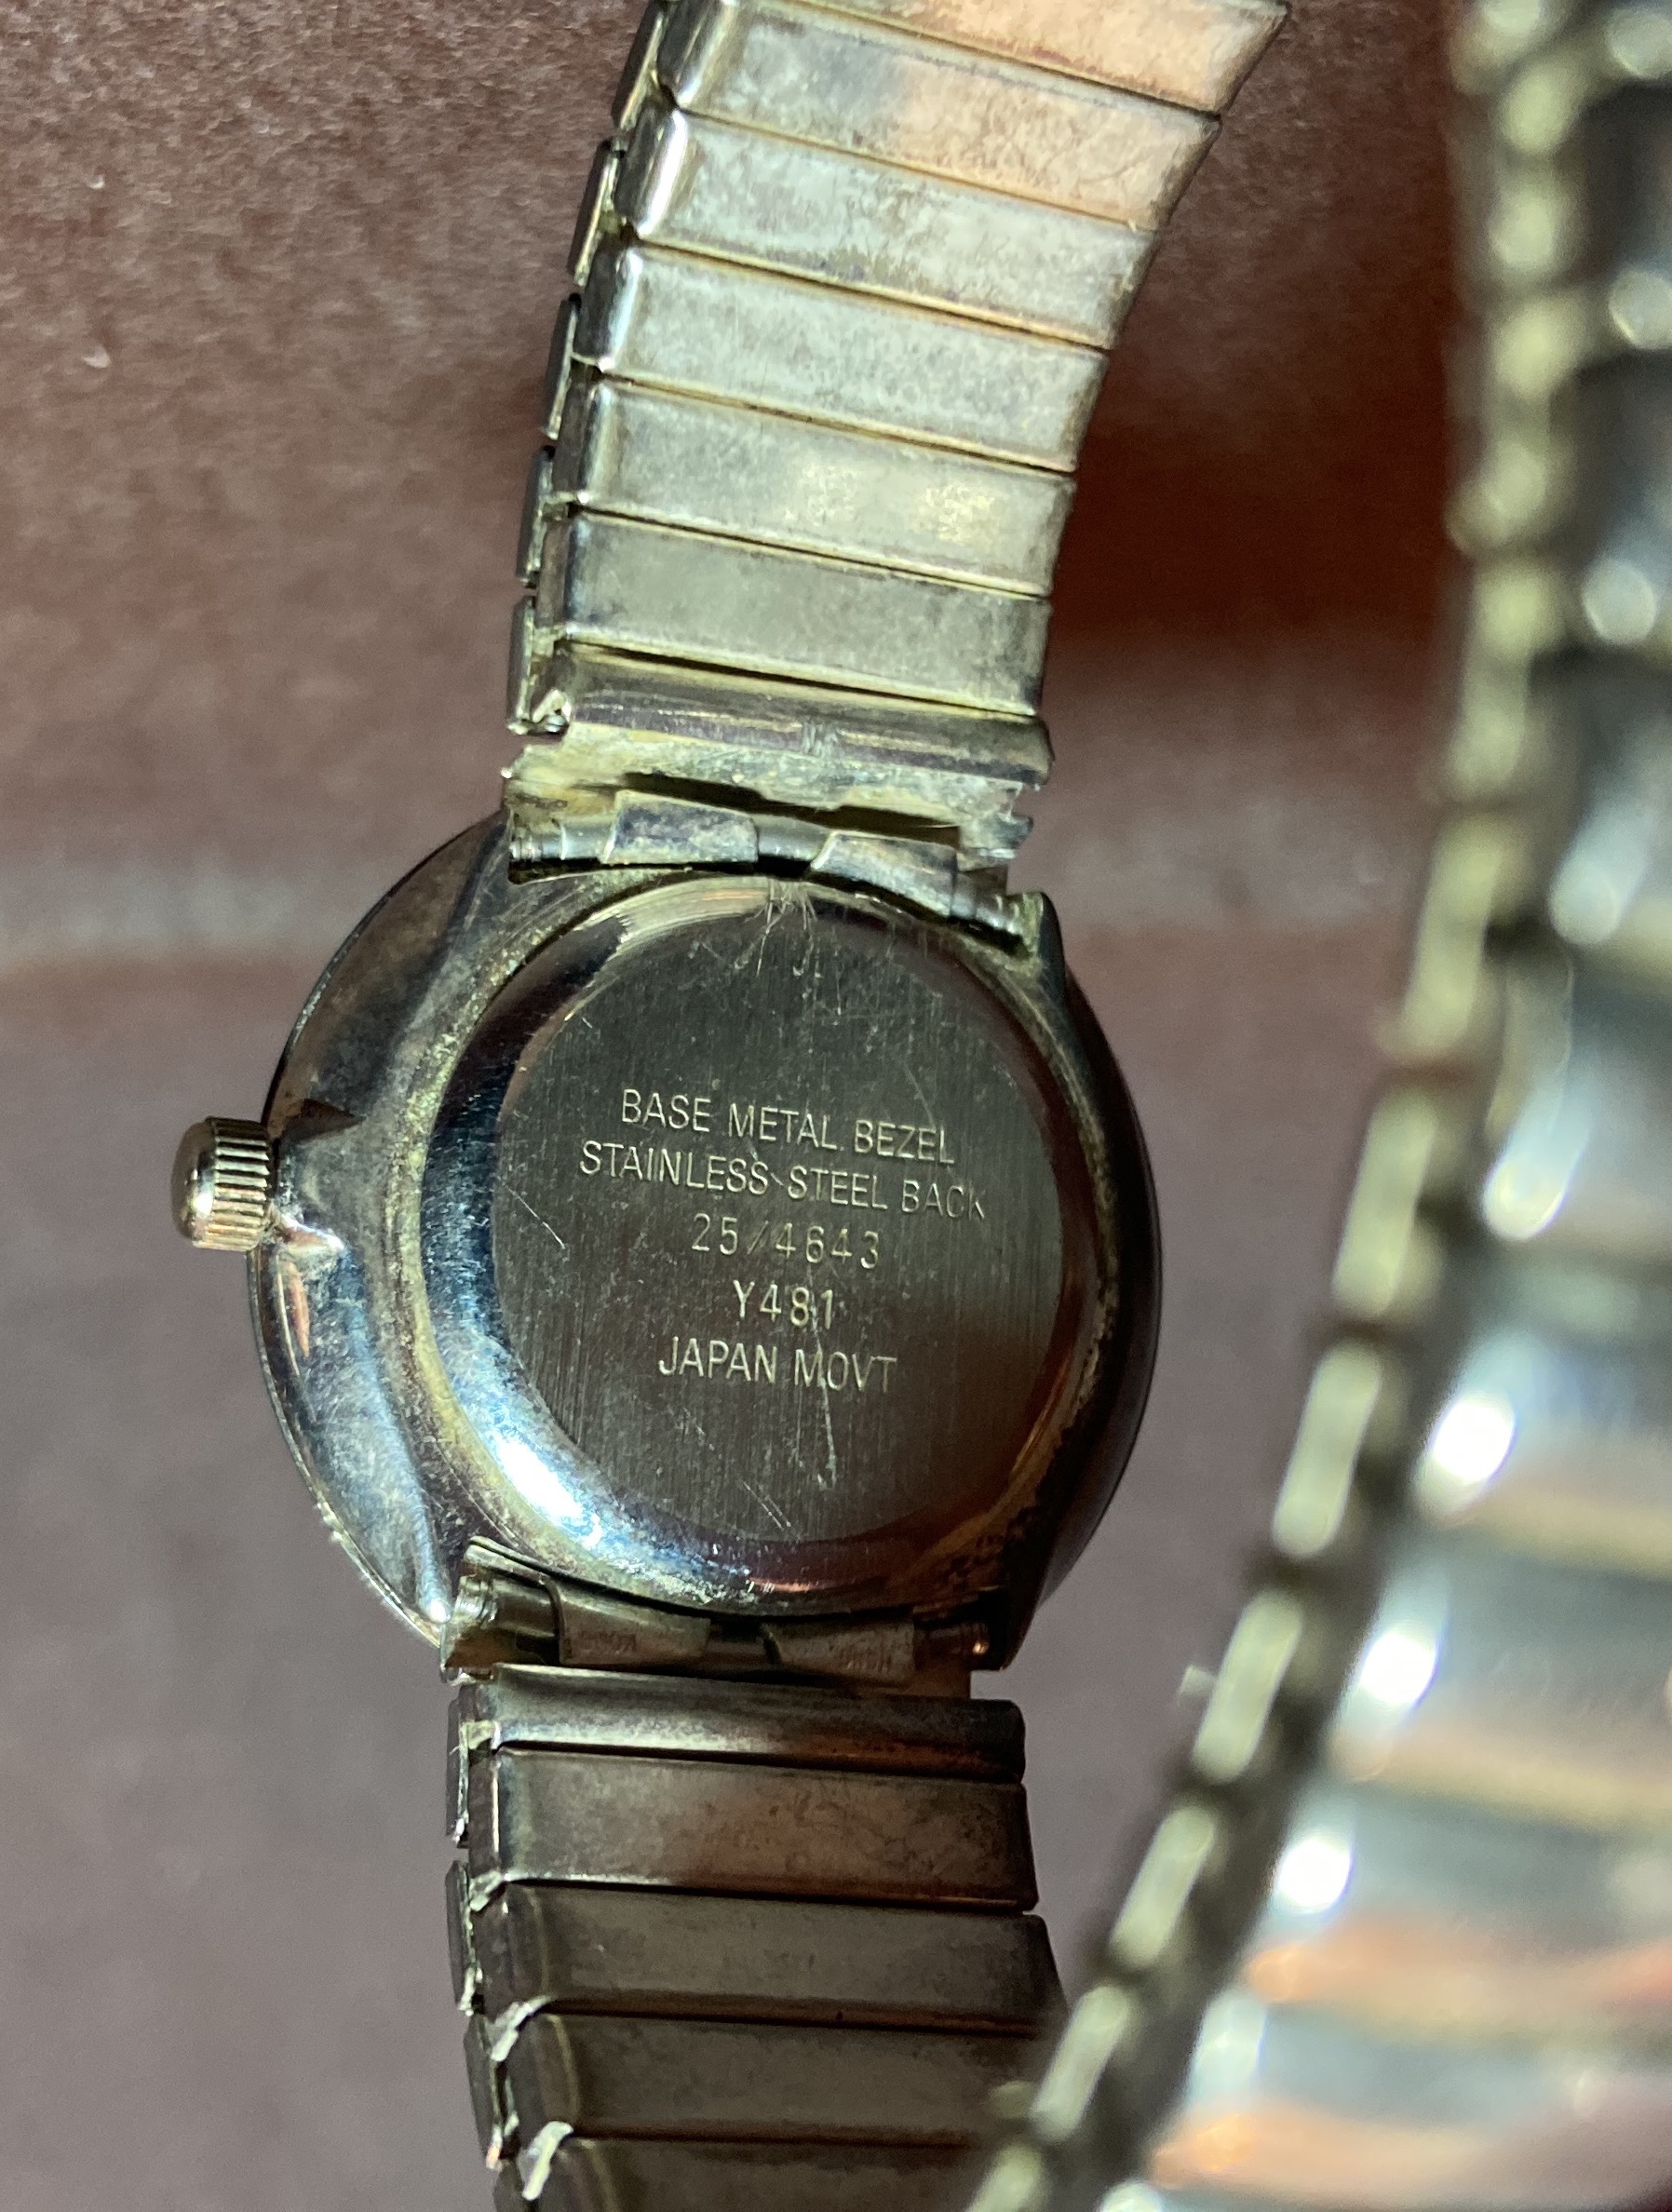 BASE METAL BEZEL
STAINLESS STEEL BACK
25/4643
Y481
JAPAN MOVT